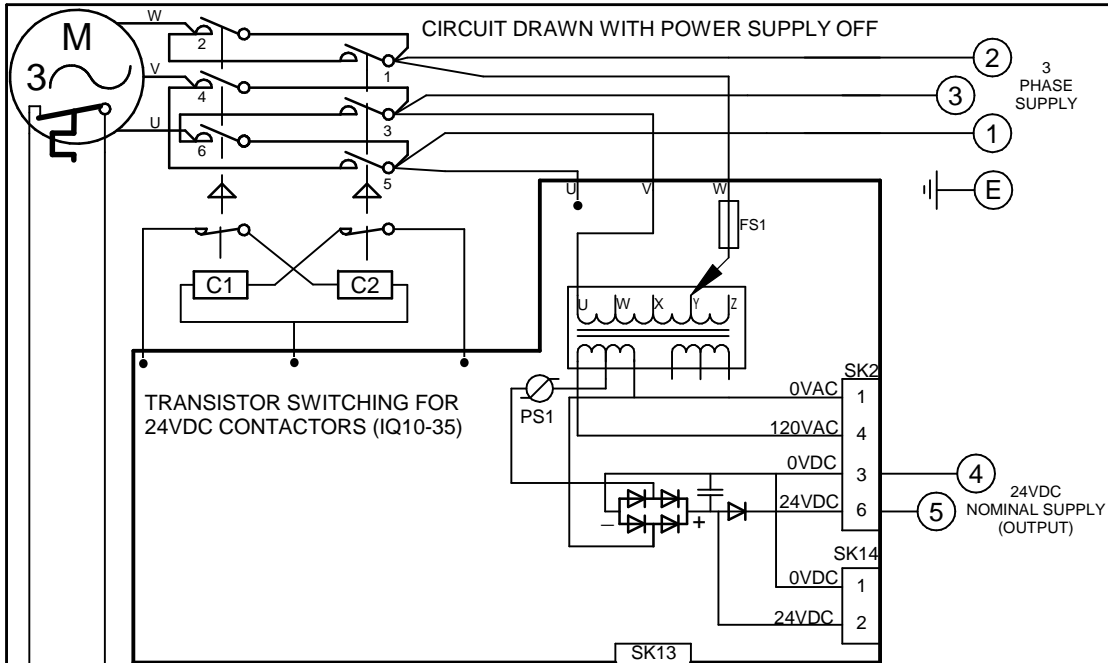 CIRCUIT DRAWN WITH POWER SUPPLY OFF
W
M
3
V
U
2
1
4
3
6
5
2
3
1
E
3
PHASE
SUPPLY
U
V
W
FS1
C1
C2
U
W
X
Y
Z
TRANSISTOR SWITCHING FOR
24VDC CONTACTORS (IQ10-35)
PS1
SK2
0VAC
1
120VAC
4
0VDC
3
24VDC
6
4
5
24VDC
NOMINAL SUPPLY
(OUTPUT)
–
+
SK14
0VDC
1
24VDC
2
SK13